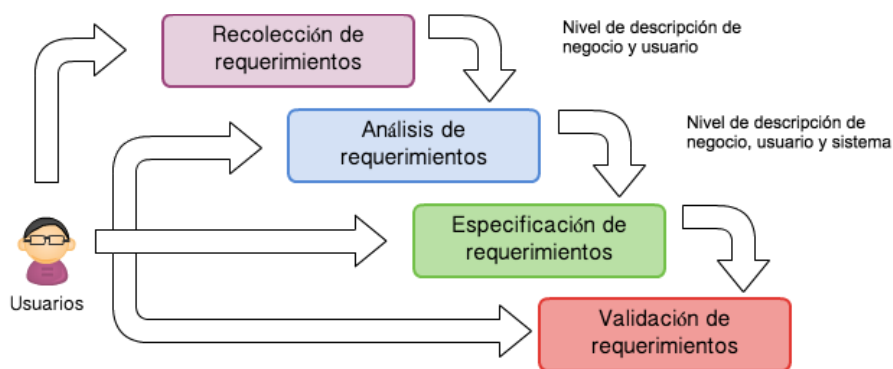 Recolección de
requerimientos
Nivel de descripción de
negocio y usuario
Análisis de
requerimientos
Nivel de descripción de
negocio, usuario y sistema
Especificación de
requerimientos
Usuarios
Validación de
requerimientos